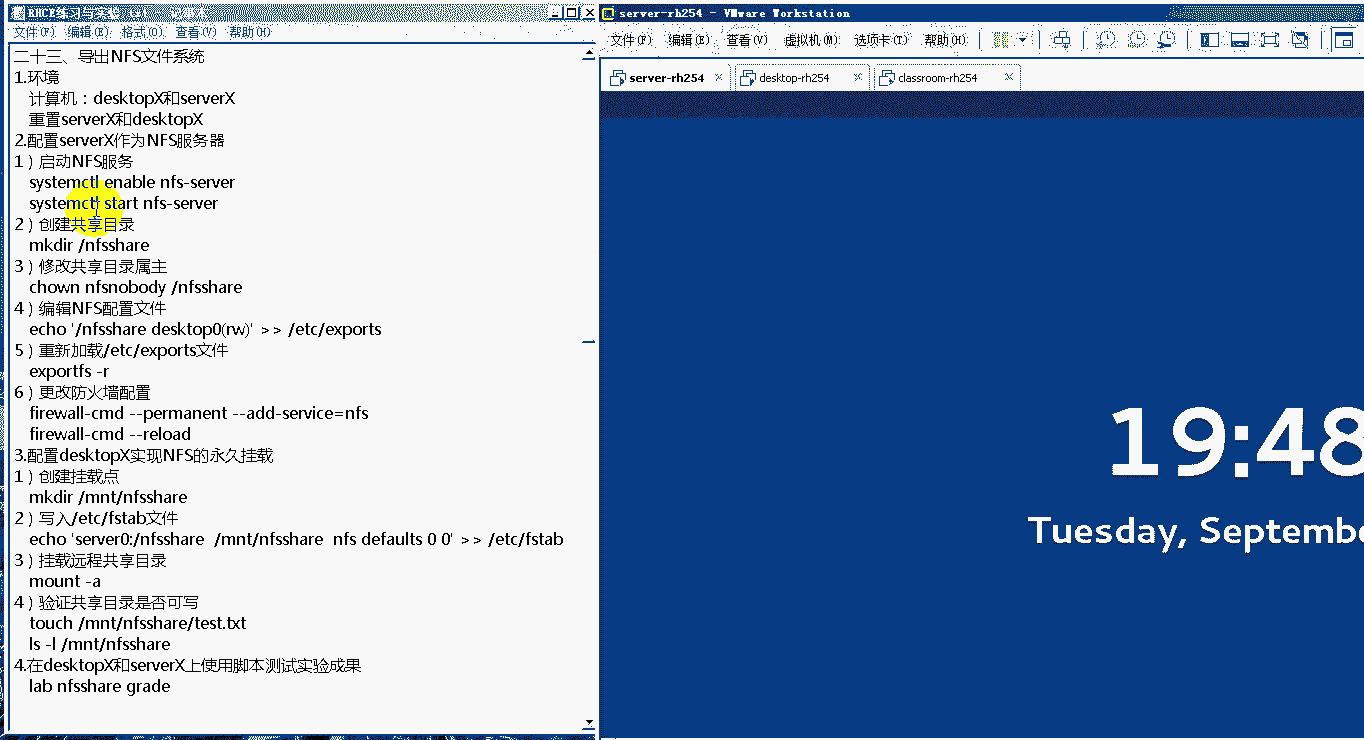 RHCE练习与实验
文件(F) 编辑(E) 格式(O) 查看(V) 帮助(H)
二十三、导出NFS文件系统
1.环境
计算机：desktopX和serverX
重置serverX和desktopX
2.配置serverX作为NFS服务器
1）启动NFS服务
systemctl enable nfs-server
systemctl start nfs-server
2）创建共享目录
mkdir /nfsshare
3）修改共享目录属主
chown nfsnobody /nfsshare
4）编辑NFS配置文件
echo '/nfsshare desktop0(rw)' >> /etc/exports
5）重新加载/etc/exports文件
exportfs -r
6）更改防火墙配置
firewall-cmd --permanent --add-service=nfs
firewall-cmd --reload
3.配置desktopX实现NFS的永久挂载
1）创建挂载点
mkdir /mnt/nfsshare
2）写入/etc/fstab文件
echo 'server0:/nfsshare  /mnt/nfsshare  nfs defaults 0 0' >> /etc/fstab
3）挂载远程共享目录
mount -a
4）验证共享目录是否可写
touch /mnt/nfsshare/test.txt
ls -l /mnt/nfsshare
4.在desktopX和serverX上使用脚本测试实验成果
lab nfsshare grade
server-rh254 - VMware Workstation
文件(F) 编辑(E) 查看(V) 虚拟机(M) 选项卡(T) 帮助(H)
server-rh254 desktop-rh254 classroom-rh254
19:48
Tuesday, Septembe